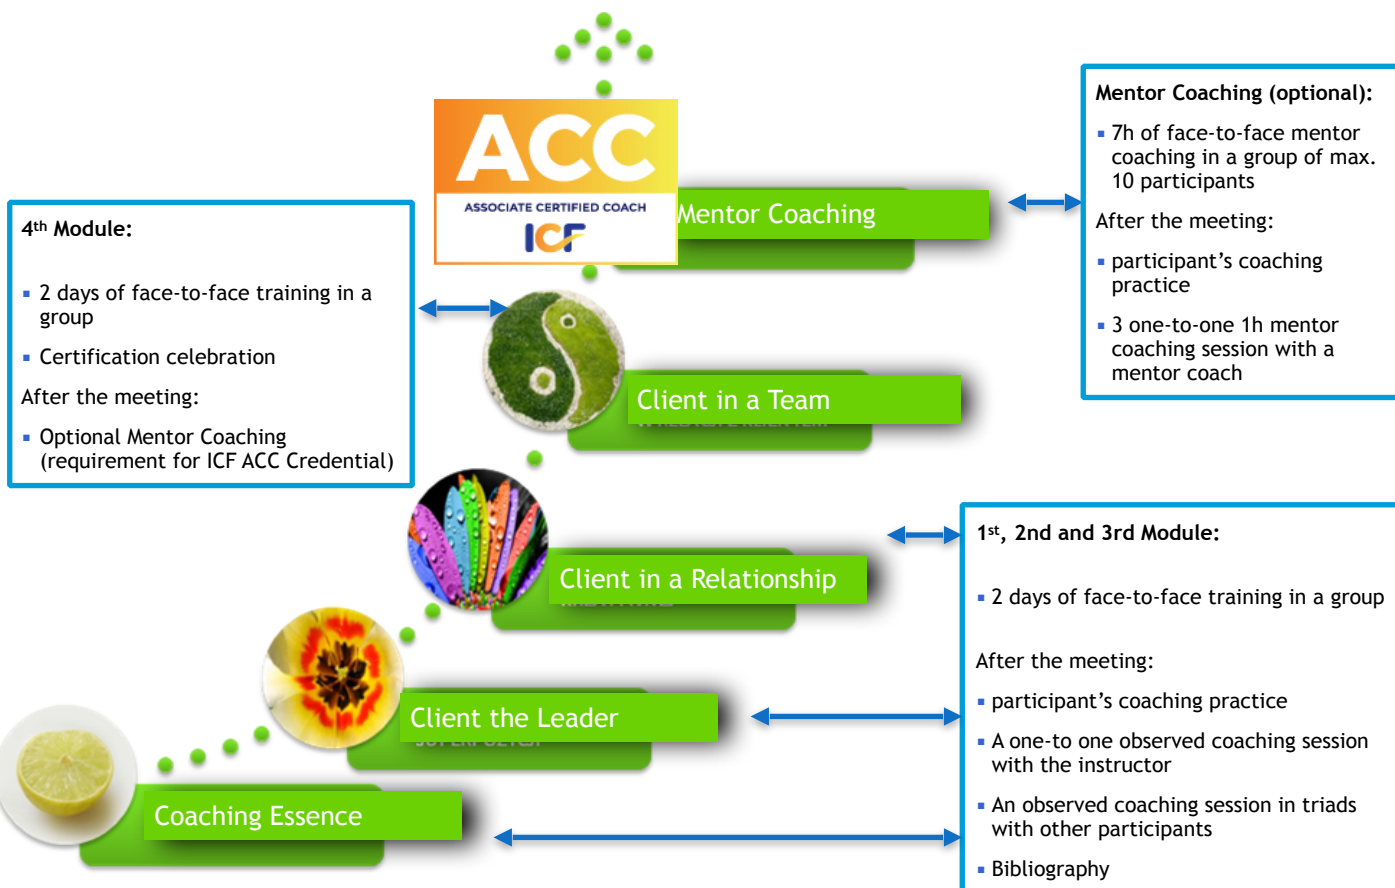 ACC
ASSOCIATE CERTIFIED COACH
ICF
Mentor Coaching
Mentor Coaching (optional):
▪ 7h of face-to-face mentor
coaching in a group of max.
10 participants
After the meeting:
▪ participant’s coaching
practice
▪ 3 one-to-one 1h mentor
coaching session with a
mentor coach
4th Module:
▪ 2 days of face-to-face training in a
group
▪ Certification celebration
After the meeting:
▪ Optional Mentor Coaching
(requirement for ICF ACC Credential)
Client in a Team
Client in a Relationship
Client the Leader
Coaching Essence
1st, 2nd and 3rd Module:
▪ 2 days of face-to-face training in a group
After the meeting:
▪ participant’s coaching practice
▪ A one-to one observed coaching session
with the instructor
▪ An observed coaching session in triads
with other participants
▪ Bibliography